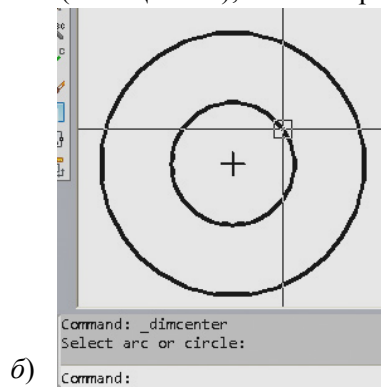 Command: _dimcenter
Select arc or circle:
б) Command: